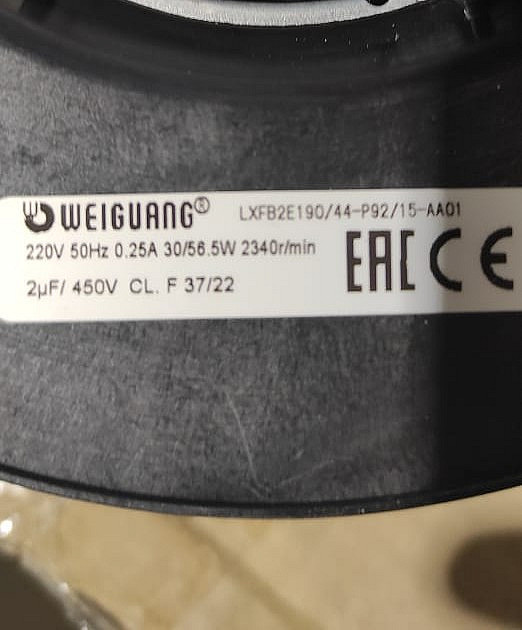 WEIGUANG® LXFB2E190/44-P92/15-AA01
220V 50Hz 0.25A 30/56.5W 2340r/min
2µF/ 450V CL. F 37/22
EAC CE